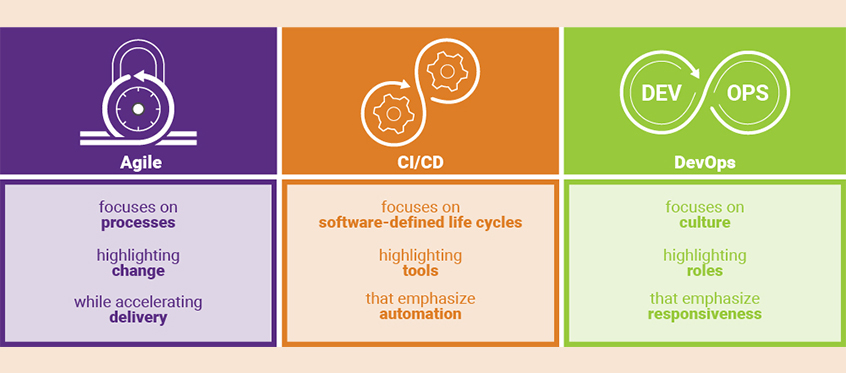 Agile
focuses on
processes
highlighting
change
while accelerating
delivery
CI/CD
focuses on
software-defined life cycles
highlighting
tools
that emphasize
automation
DEV OPS
DevOps
focuses on
culture
highlighting
roles
that emphasize
responsiveness